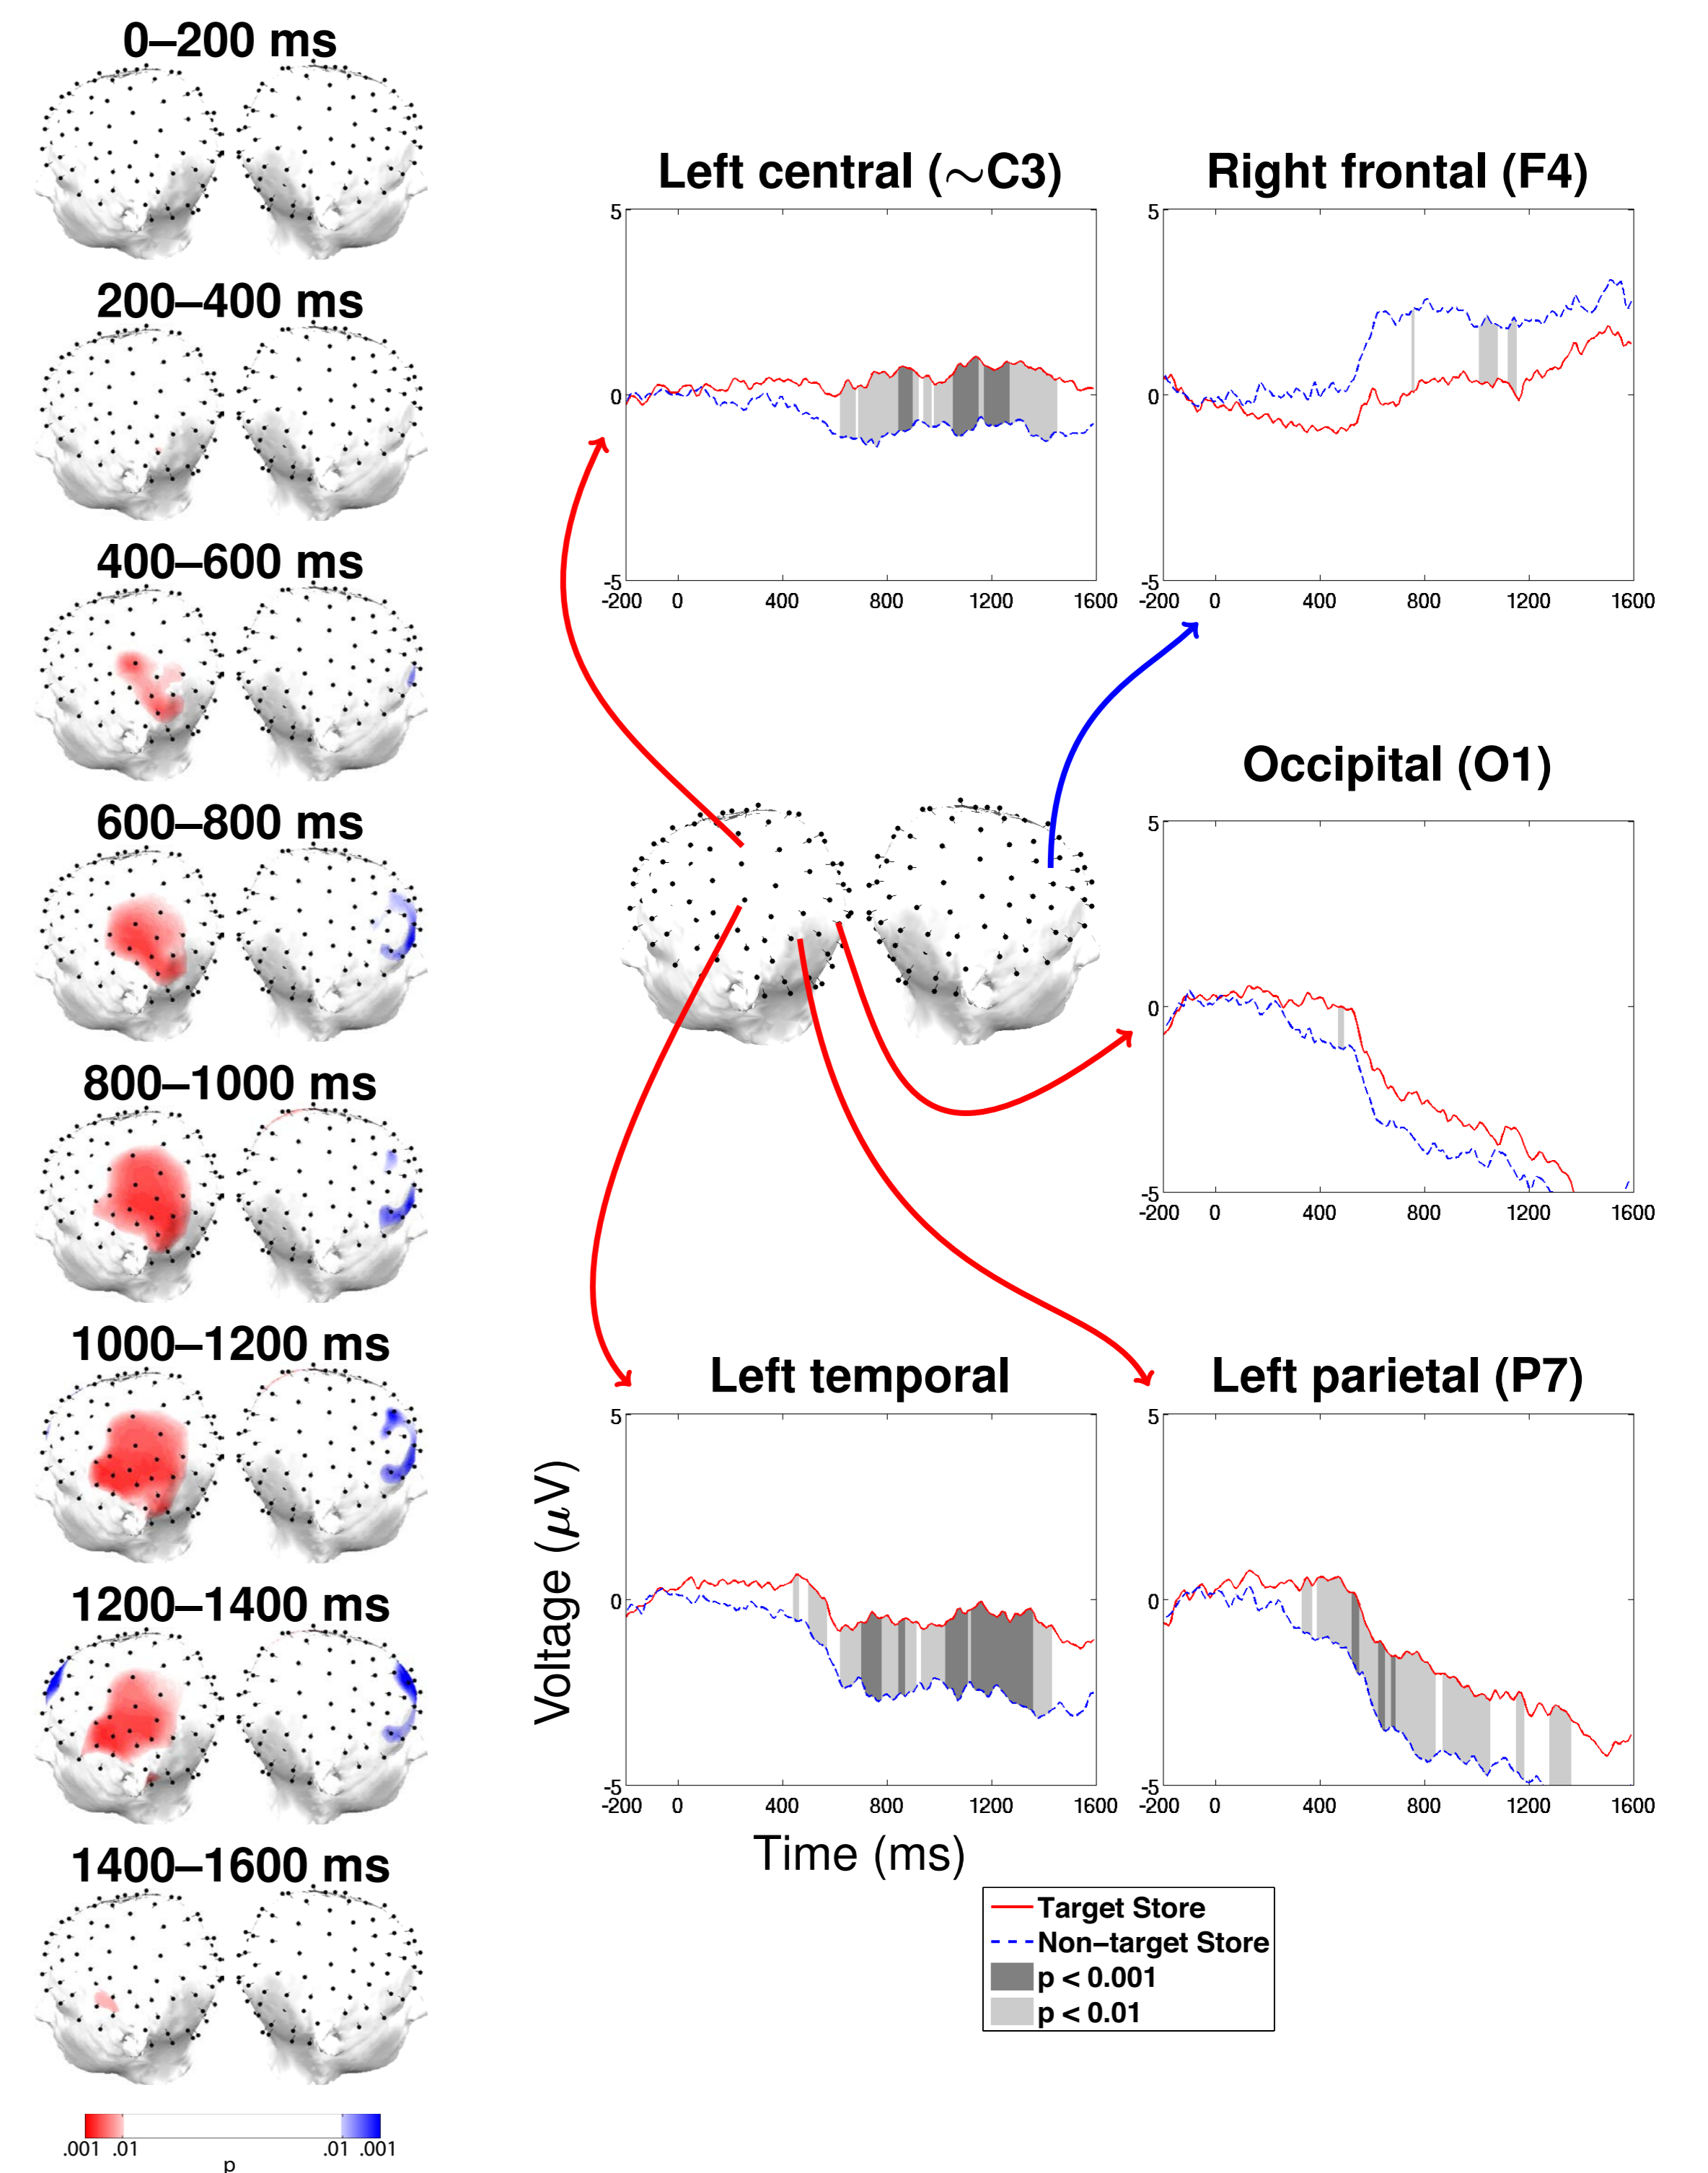 0–200 ms
200–400 ms
400–600 ms
600–800 ms
800–1000 ms
1000–1200 ms
1200–1400 ms
1400–1600 ms
.001 .01 .01 .001
p
Left central (∼C3)
5
0
-5
-200 0 400 800 1200 1600
Right frontal (F4)
5
0
-5
-200 0 400 800 1200 1600
Occipital (O1)
5
0
-5
-200 0 400 800 1200 1600
Left temporal
5
0
-5
-200 0 400 800 1200 1600
Voltage (μV)
Time (ms)
Left parietal (P7)
5
0
-5
-200 0 400 800 1200 1600
Target Store
Non–target Store
p < 0.001
p < 0.01